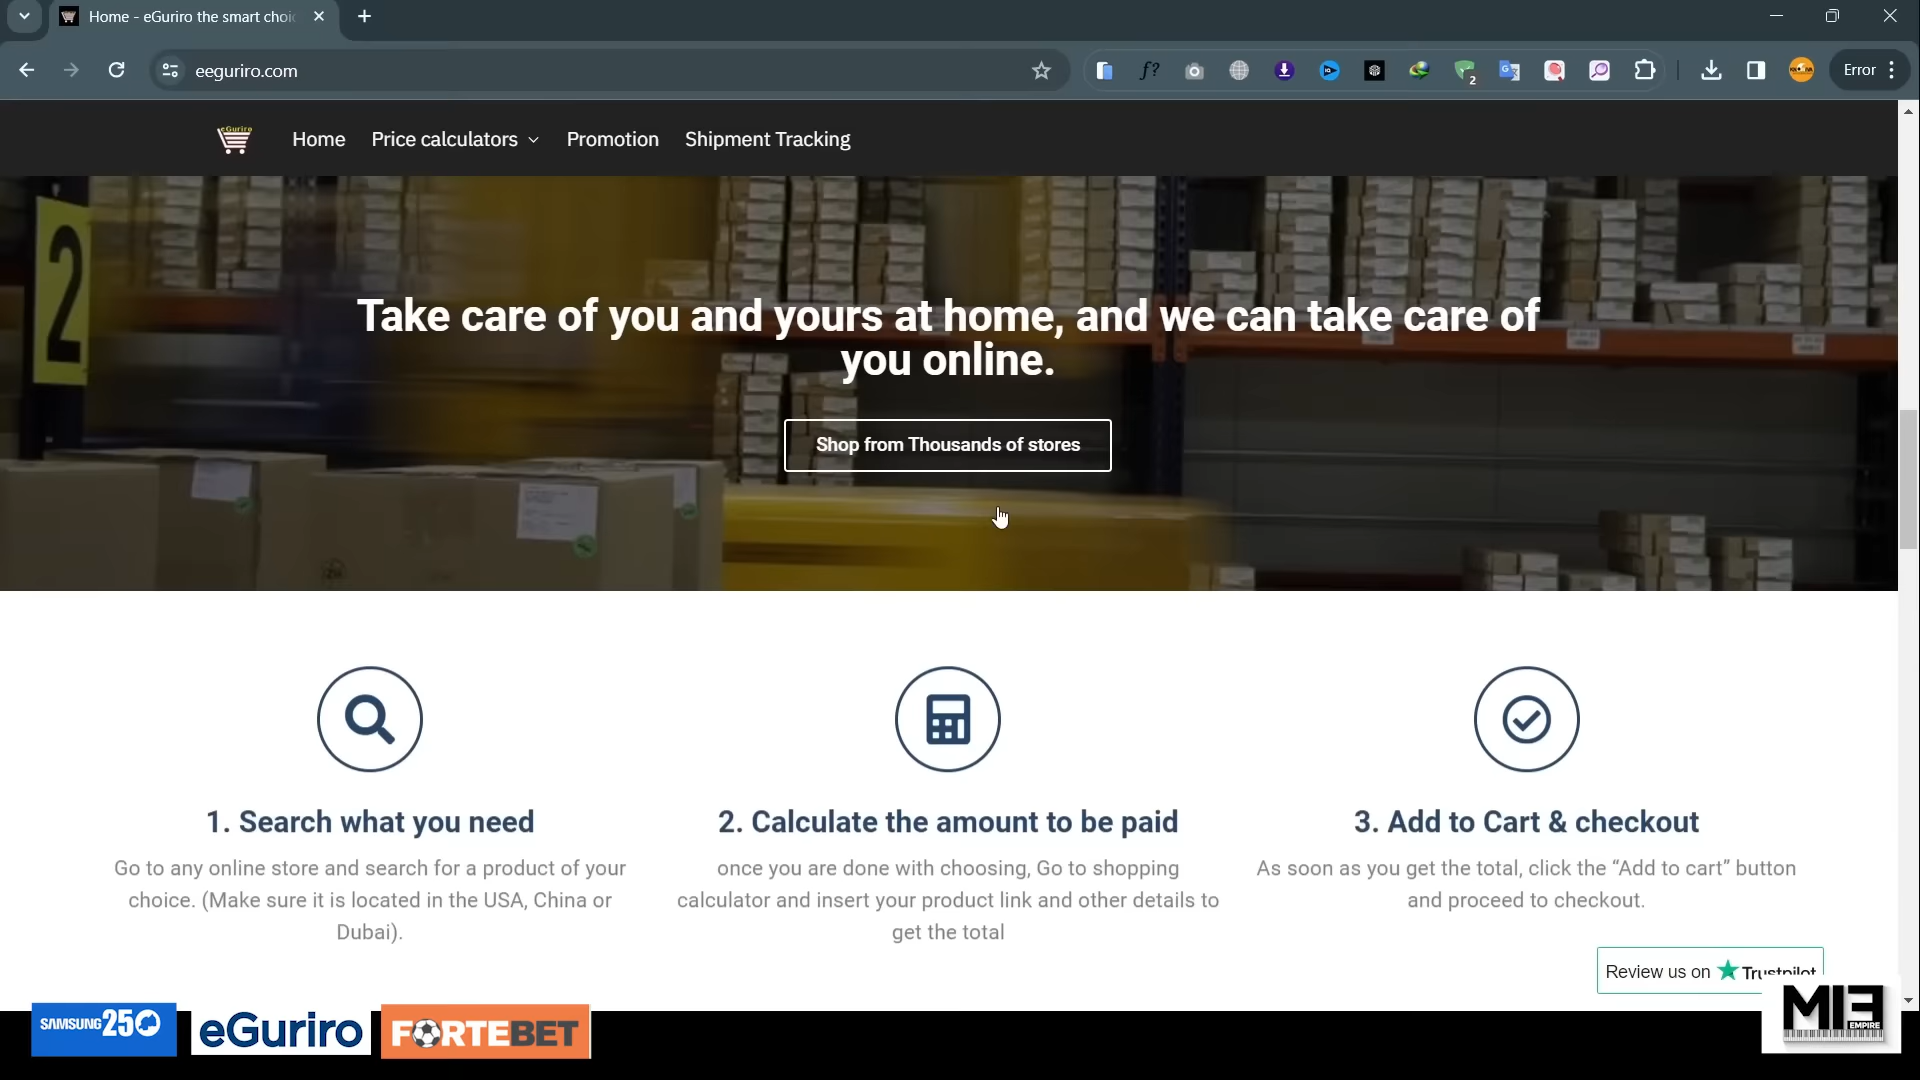 Home - eGuriro the smart choic
eeguriro.com
2
Error
eGuriro
Home
Price calculators
Promotion
Shipment Tracking
2
Take care of you and yours at home, and we can take care of
you online.
Shop from Thousands of stores
1. Search what you need
Go to any online store and search for a product of your
choice. (Make sure it is located in the USA, China or
Dubai).
2. Calculate the amount to be paid
once you are done with choosing, Go to shopping
calculator and insert your product link and other details to
get the total
3. Add to Cart & checkout
As soon as you get the total, click the “Add to cart” button
and proceed to checkout.
Review us on Trustpilot
SAMSUNG 250
eGuriro
FORTEBET
MIE
EMPIRE